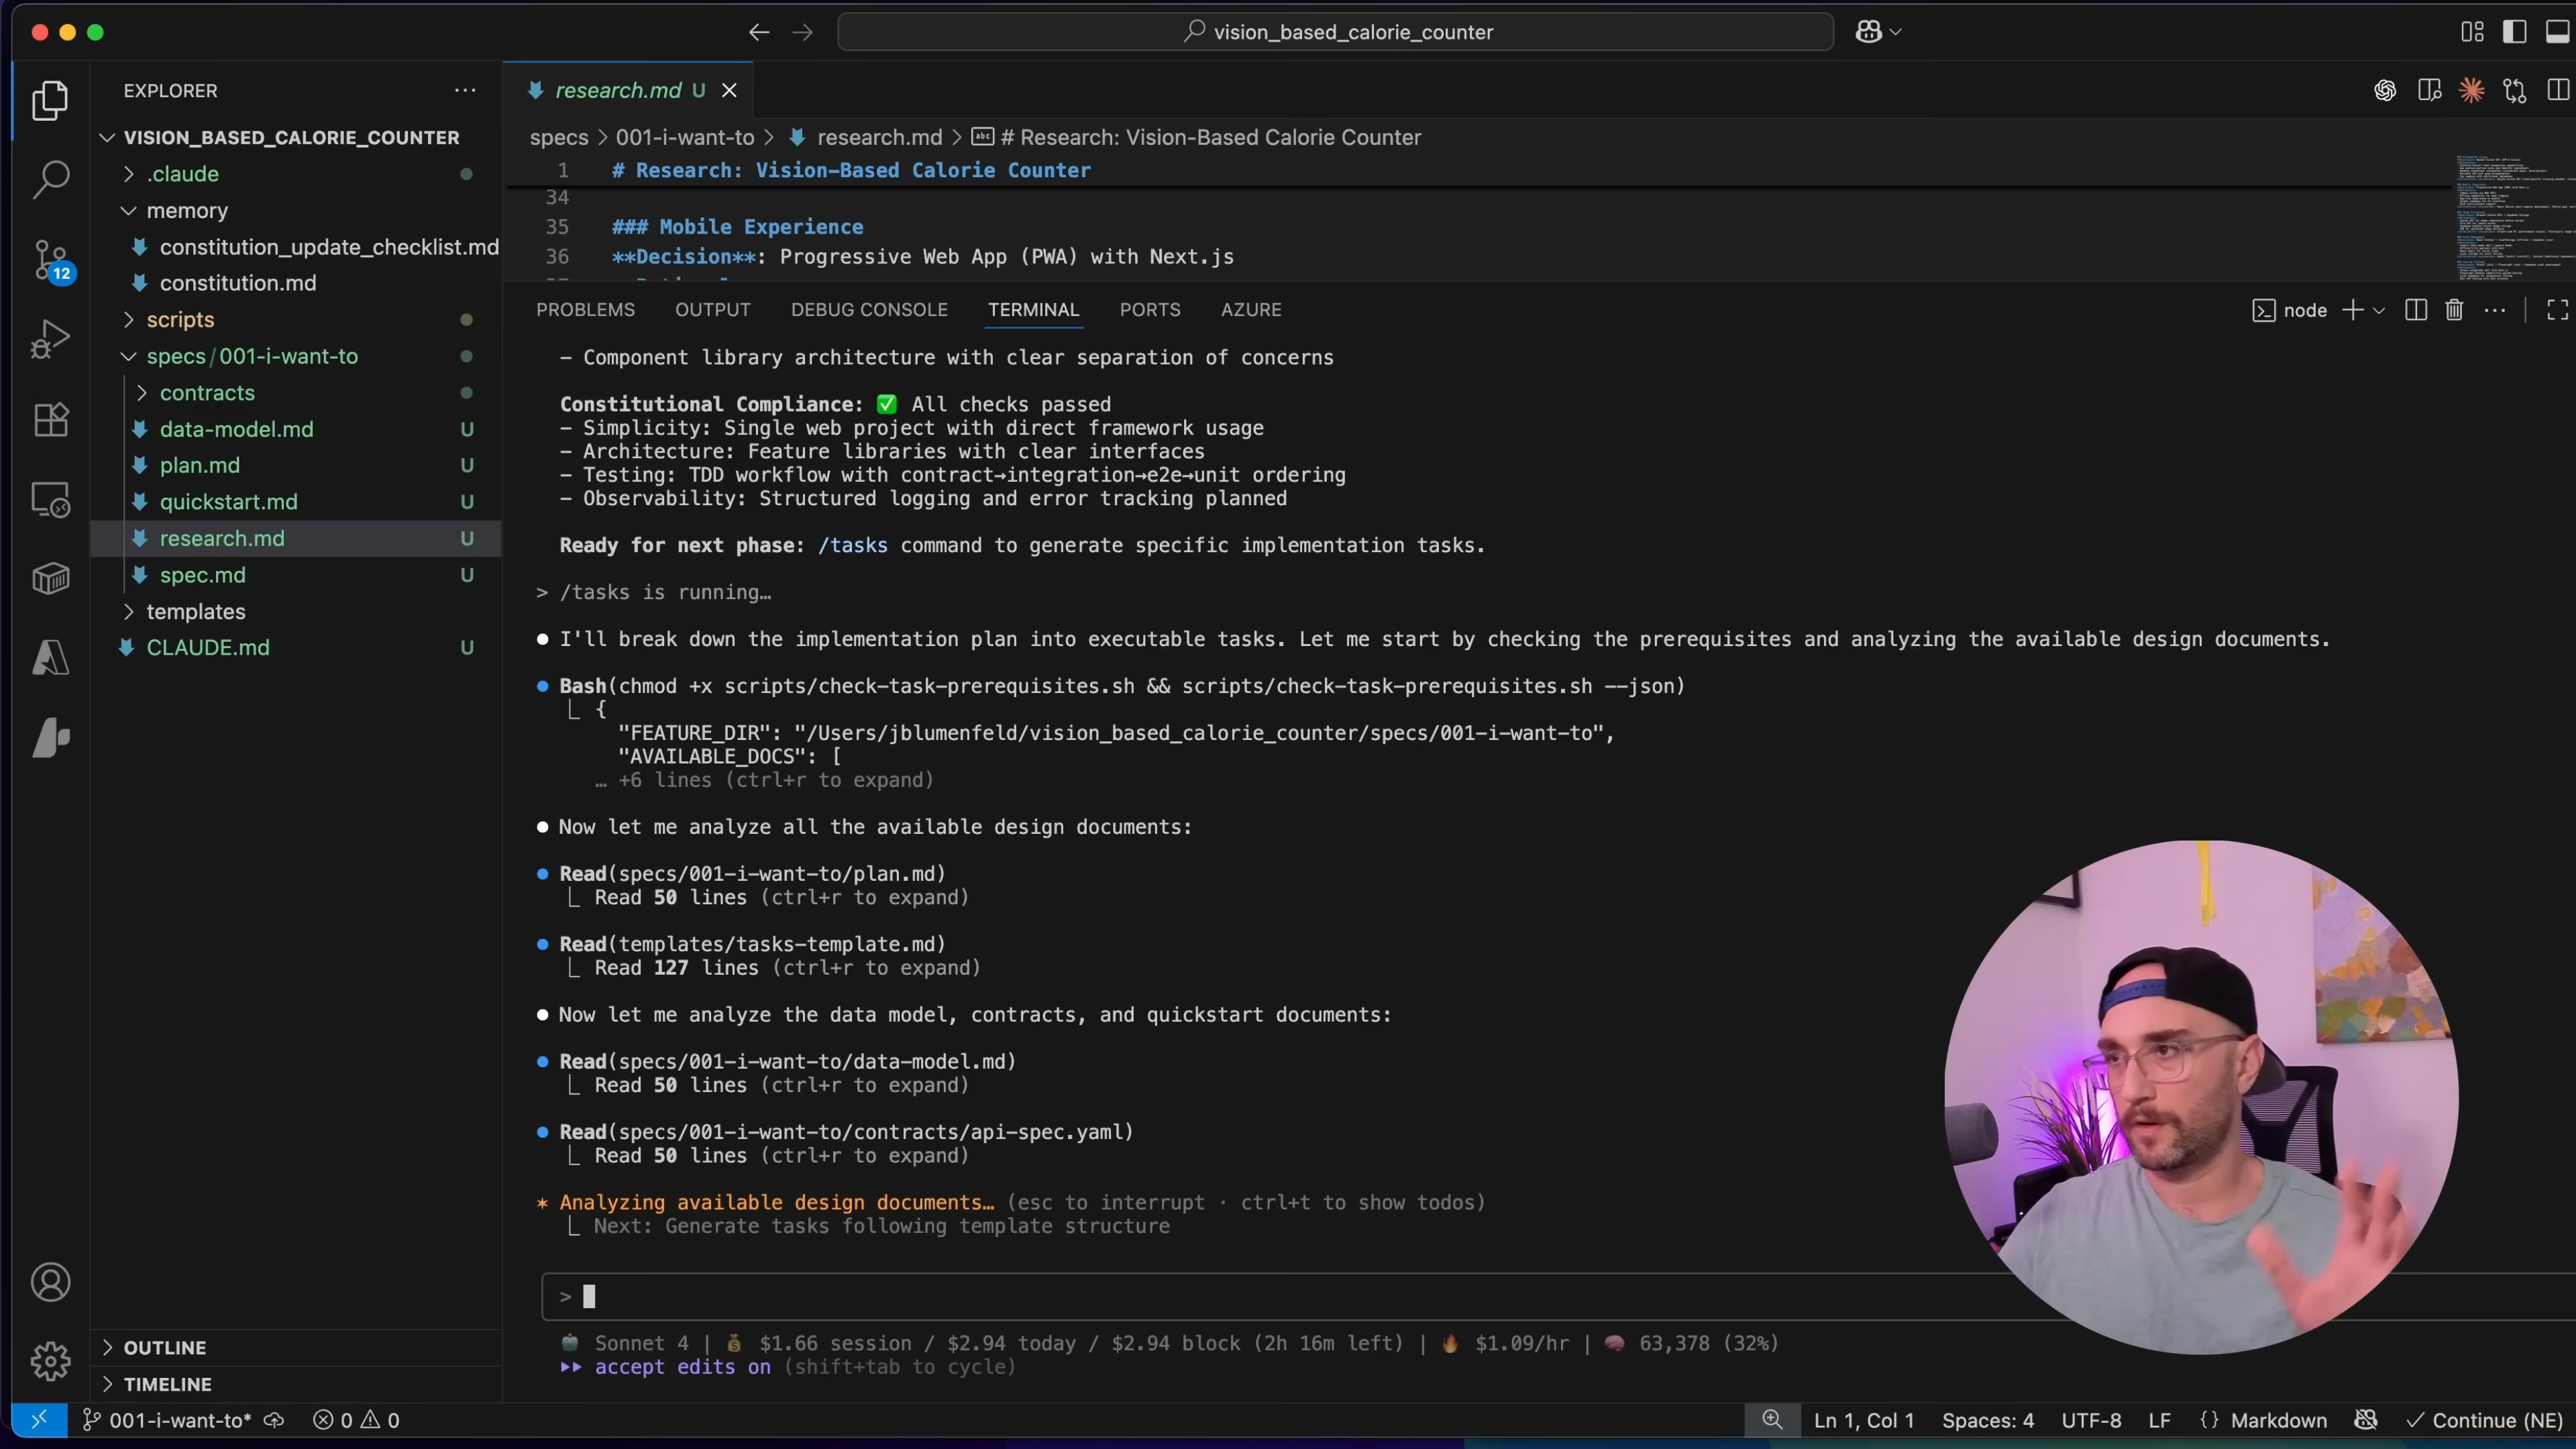 vision_based_calorie_counter
EXPLORER
research.md U
VISION_BASED_CALORIE_COUNTER
specs > 001-i-want-to > research.md > # Research: Vision-Based Calorie Counter
.claude
memory
constitution_update_checklist.md
constitution.md
scripts
specs/001-i-want-to
contracts
data-model.md U
plan.md U
quickstart.md U
research.md U
spec.md U
templates
CLAUDE.md U
12
OUTLINE
TIMELINE
1 # Research: Vision-Based Calorie Counter
34
35 ### Mobile Experience
36 **Decision**: Progressive Web App (PWA) with Next.js
PROBLEMS OUTPUT DEBUG CONSOLE TERMINAL PORTS AZURE
node
- Component library architecture with clear separation of concerns
Constitutional Compliance: ✅ All checks passed
- Simplicity: Single web project with direct framework usage
- Architecture: Feature libraries with clear interfaces
- Testing: TDD workflow with contract→integration→e2e→unit ordering
- Observability: Structured logging and error tracking planned
Ready for next phase: /tasks command to generate specific implementation tasks.
> /tasks is running…
● I'll break down the implementation plan into executable tasks. Let me start by checking the prerequisites and analyzing the available design documents.
● Bash(chmod +x scripts/check-task-prerequisites.sh && scripts/check-task-prerequisites.sh --json)
⎿ {
"FEATURE_DIR": "/Users/jblumenfeld/vision_based_calorie_counter/specs/001-i-want-to",
"AVAILABLE_DOCS": [
… +6 lines (ctrl+r to expand)
● Now let me analyze all the available design documents:
● Read(specs/001-i-want-to/plan.md)
⎿ Read 50 lines (ctrl+r to expand)
● Read(templates/tasks-template.md)
⎿ Read 127 lines (ctrl+r to expand)
● Now let me analyze the data model, contracts, and quickstart documents:
● Read(specs/001-i-want-to/data-model.md)
⎿ Read 50 lines (ctrl+r to expand)
● Read(specs/001-i-want-to/contracts/api-spec.yaml)
⎿ Read 50 lines (ctrl+r to expand)
✶ Analyzing available design documents… (esc to interrupt · ctrl+t to show todos)
⎿ Next: Generate tasks following template structure
>
Sonnet 4 | 💰 $1.66 session / $2.94 today / $2.94 block (2h 16m left) | 🔥 $1.09/hr | 🧠 63,378 (32%)
▸▸ accept edits on (shift+tab to cycle)
001-i-want-to* 0 0 Ln 1, Col 1 Spaces: 4 UTF-8 LF {} Markdown ✓ Continue (NE)